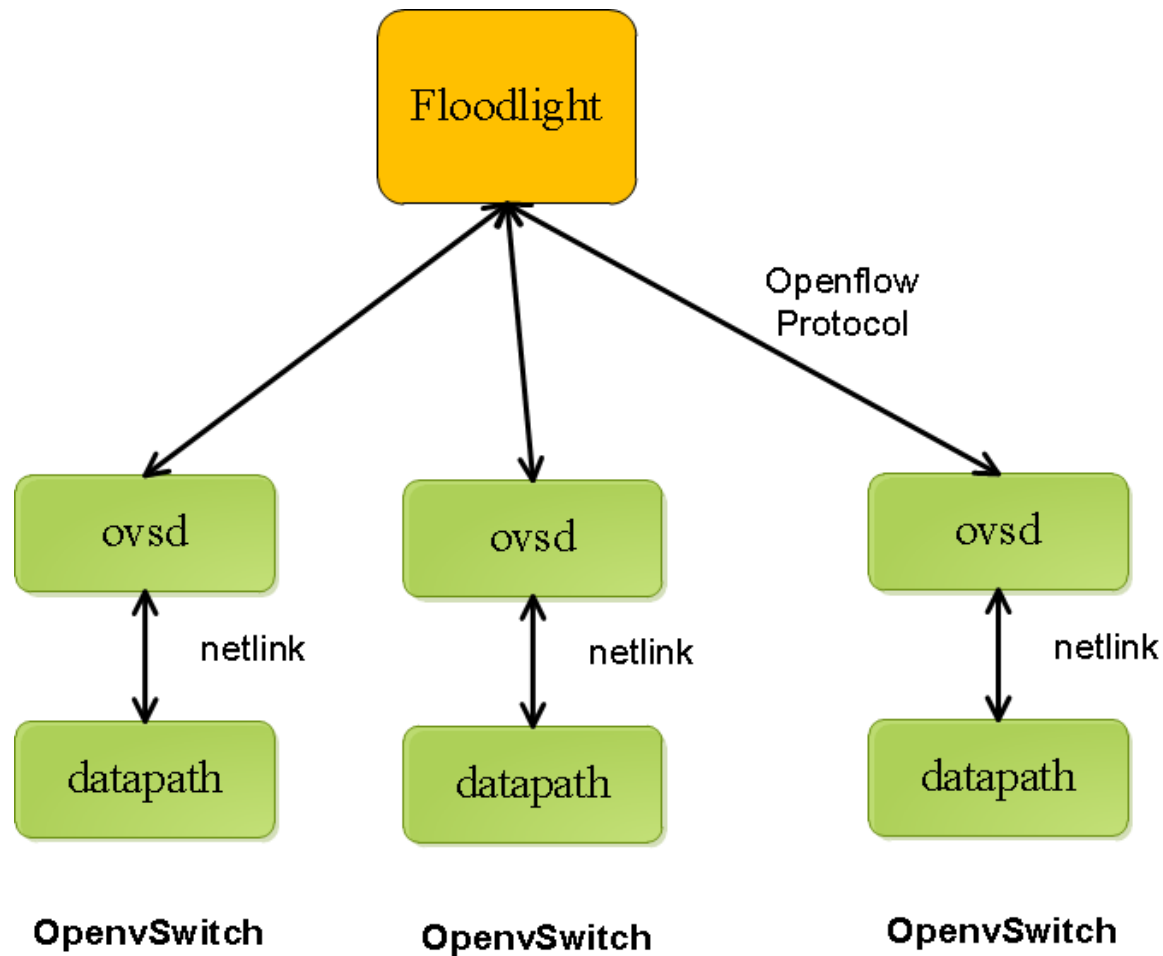 Floodlight
Openflow
Protocol
ovsd
ovsd
ovsd
netlink
netlink
netlink
datapath
datapath
datapath
OpenvSwitch
OpenvSwitch
OpenvSwitch